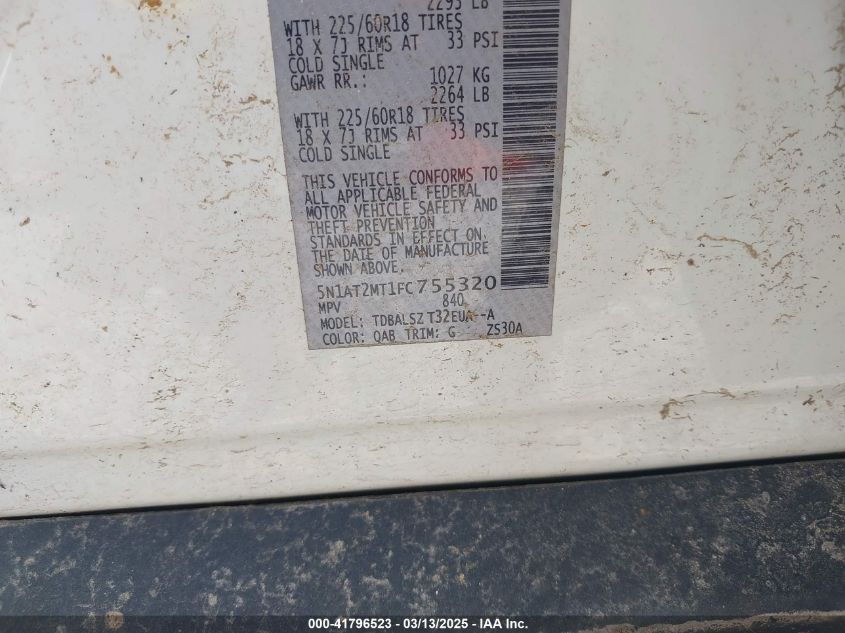 2293 LB
WITH 225/60R18 TIRES
18 X 7J RIMS AT 33 PSI
COLD SINGLE
GAWR RR.: 1027 KG
2264 LB
WITH 225/60R18 TIRES
18 X 7J RIMS AT 33 PSI
COLD SINGLE
THIS VEHICLE CONFORMS TO
ALL APPLICABLE FEDERAL
MOTOR VEHICLE SAFETY AND
THEFT PREVENTION
STANDARDS IN EFFECT ON
THE DATE OF MANUFACTURE
SHOWN ABOVE.
5N1AT2MT1FC755320
MPV 840
MODEL: TDBALSZ T32EUA--A
COLOR: QAB TRIM: G ZS30A
000-41796523 - 03/13/2025 - IAA Inc.